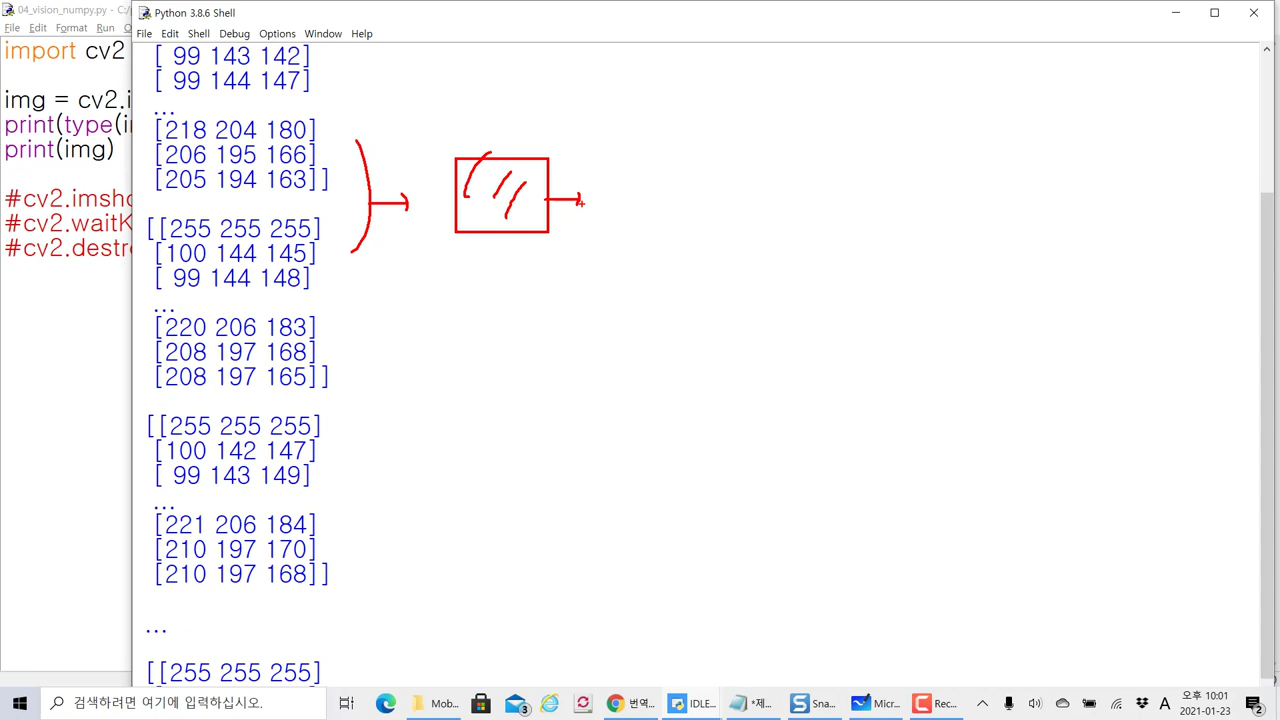 04_vision_numpy.py - C:/p
File Edit Format Run
import cv2
img = cv2.i
print(type(i
print(img)
#cv2.imsho
#cv2.waitK
#cv2.destr
Python 3.8.6 Shell
File Edit Shell Debug Options Window Help
[ 99 143 142]
[ 99 144 147]
...
[218 204 180]
[206 195 166]
[205 194 163]]
[[255 255 255]
[100 144 145]
[ 99 144 148]
...
[220 206 183]
[208 197 168]
[208 197 165]]
[[255 255 255]
[100 142 147]
[ 99 143 149]
...
[221 206 184]
[210 197 170]
[210 197 168]]
...
[[255 255 255]
검색하려면 여기에 입력하십시오.
Mob...
3
번역...
IDLE...
*제...
Sna...
Micr...
Rec...
A
오후 10:01
2021-01-23
2